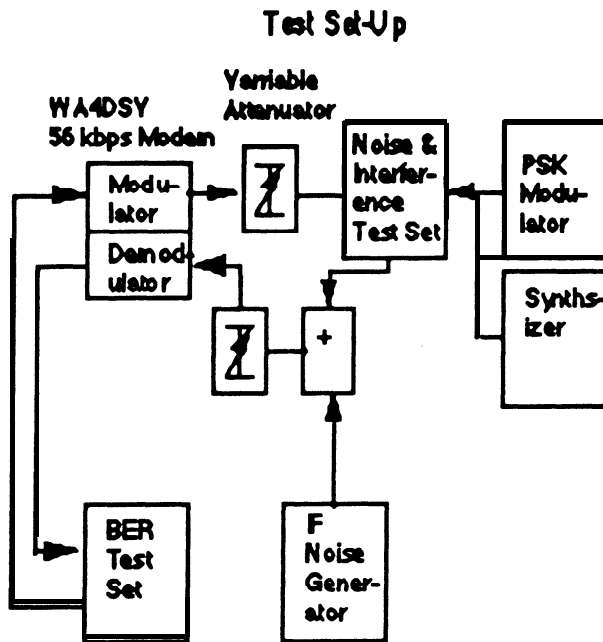 Test Set-Up
WA4DSY
56 kbps Modem
Variable
Attenuator
Modu-
lator
Demod
ulator
Noise &
Interfer-
ence
Test Set
PSK
Modu-
lator
Synths-
izer
+
BER
Test
Set
F
Noise
Gener-
ator